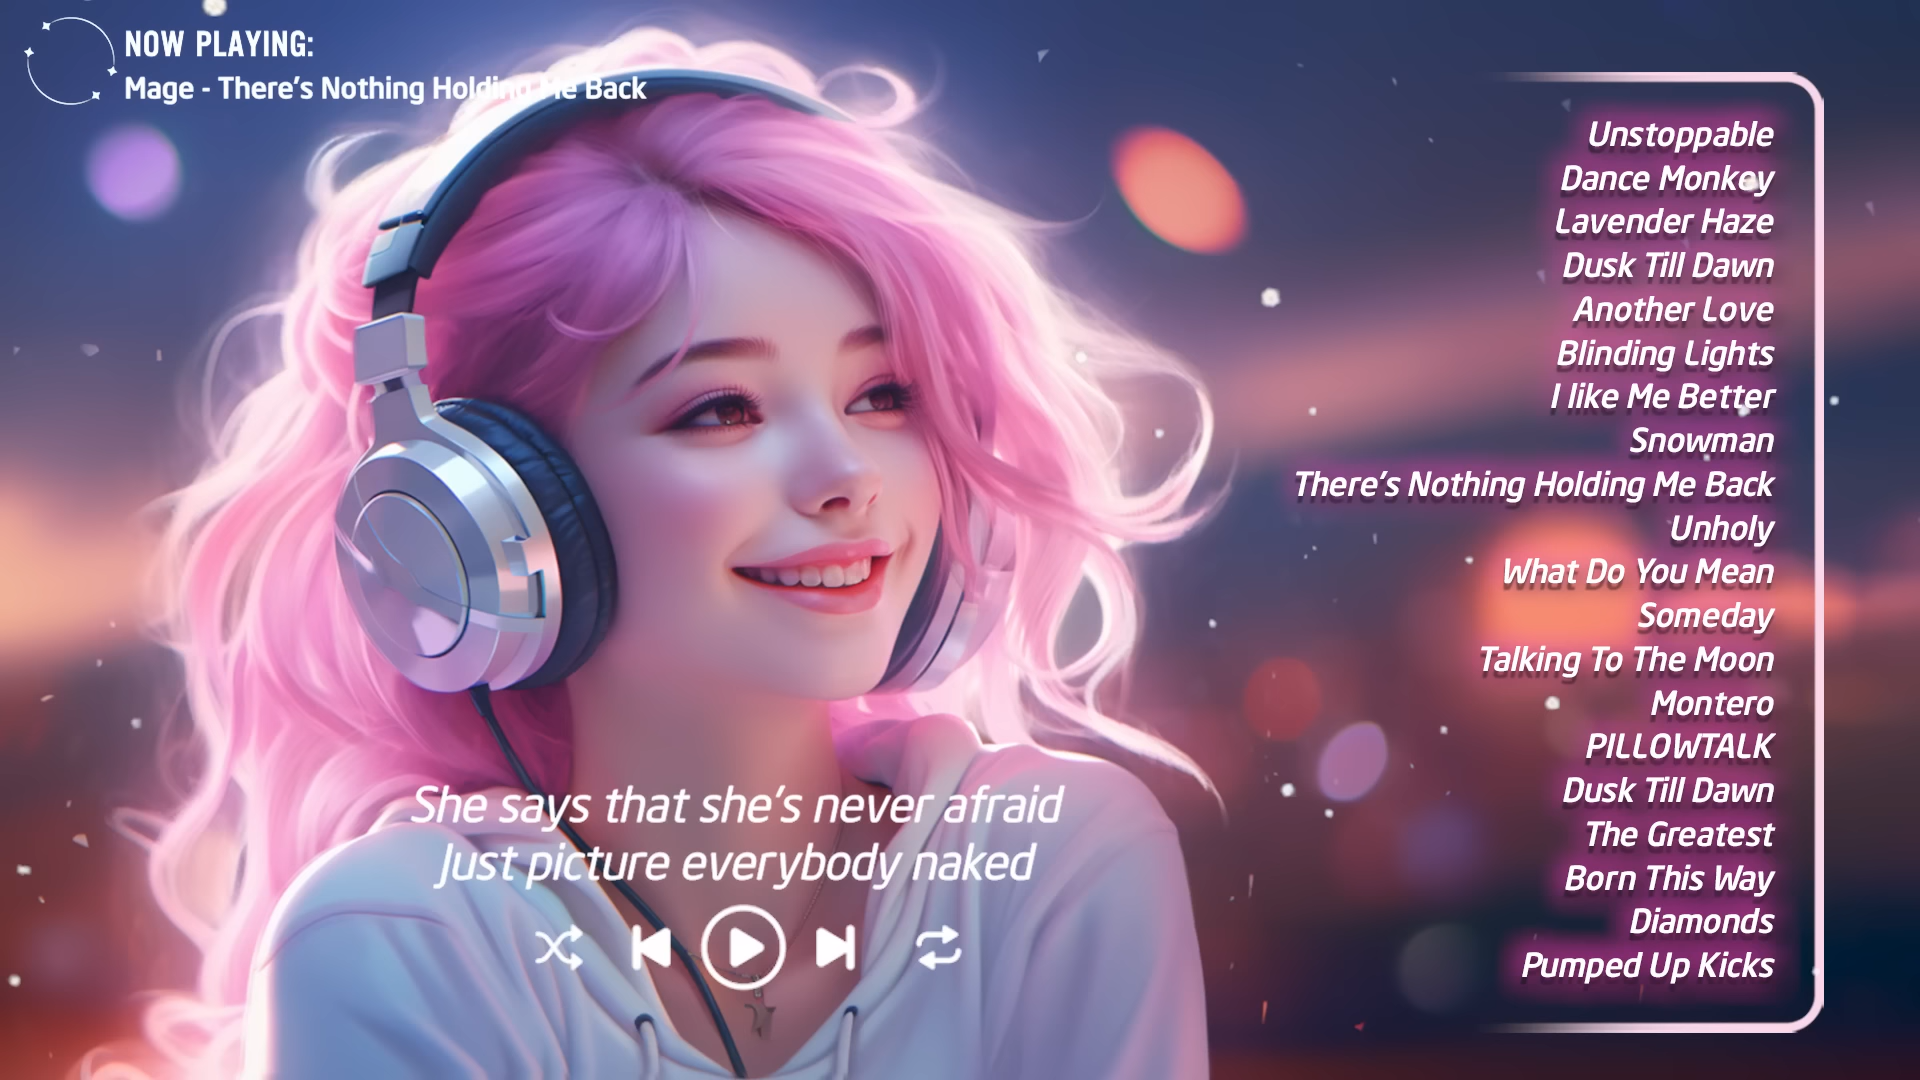 NOW PLAYING:
Mage - There's Nothing Holding Me Back
Unstoppable
Dance Monkey
Lavender Haze
Dusk Till Dawn
Another Love
Blinding Lights
I like Me Better
Snowman
There's Nothing Holding Me Back
Unholy
What Do You Mean
Someday
Talking To The Moon
Montero
PILLOWTALK
Dusk Till Dawn
The Greatest
Born This Way
Diamonds
Pumped Up Kicks
She says that she's never afraid
Just picture everybody naked